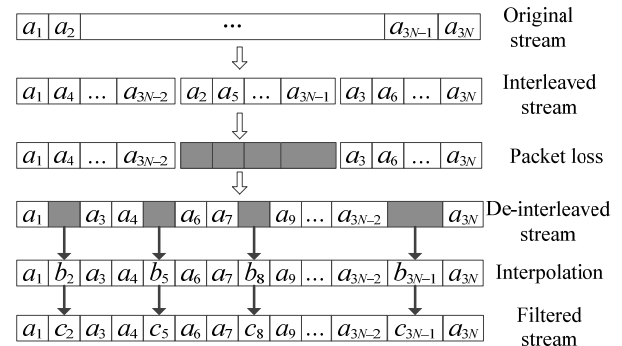 a₁ a₂ ... a₃N₋₁ a₃N Original stream
a₁ a₄ ... a₃N₋₂ a₂ a₅ ... a₃N₋₁ a₃ a₆ ... a₃N Interleaved stream
a₁ a₄ ... a₃N₋₂ a₃ a₆ ... a₃N Packet loss
a₁ a₃ a₄ a₆ a₇ a₉ ... a₃N₋₂ a₃N De-interleaved stream
a₁ b₂ a₃ a₄ b₅ a₆ a₇ b₈ a₉ ... a₃N₋₂ b₃N₋₁ a₃N Interpolation
a₁ c₂ a₃ a₄ c₅ a₆ a₇ c₈ a₉ ... a₃N₋₂ c₃N₋₁ a₃N Filtered stream